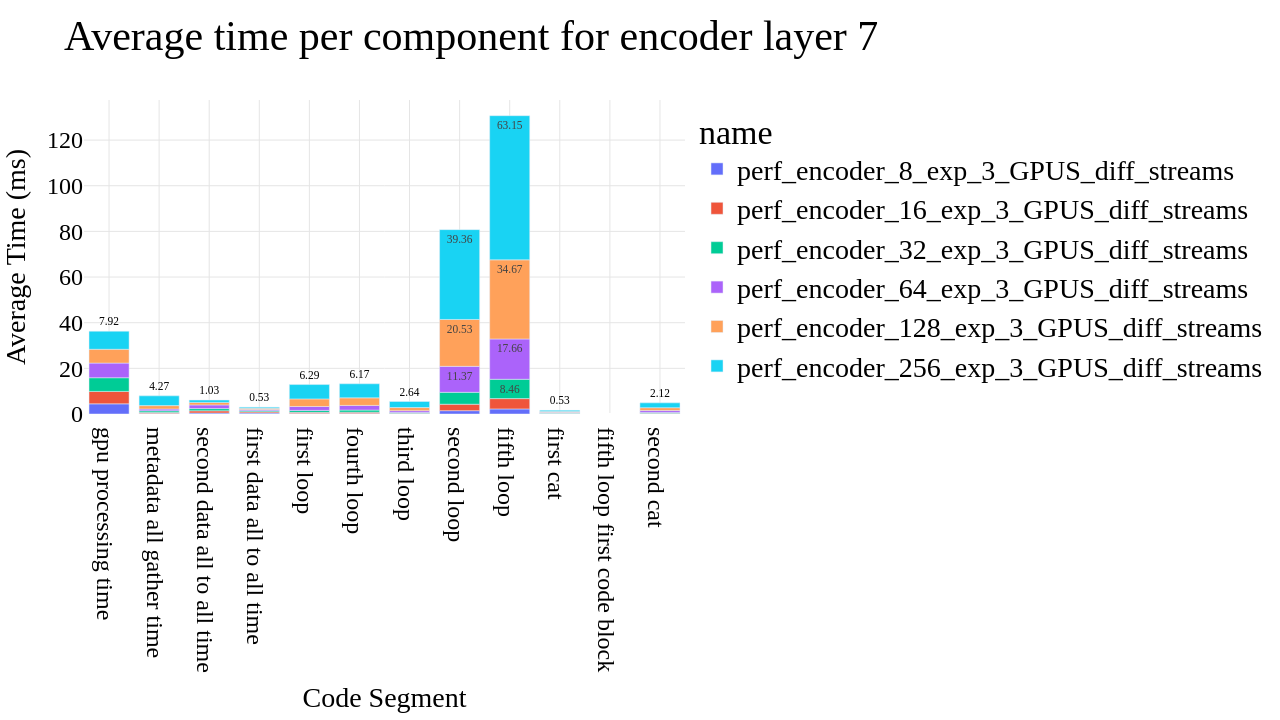 Average time per component for encoder layer 7
Average Time (ms)
120
100
80
60
40
20
0
7.92
4.27
1.03
0.53
6.29
6.17
2.64
39.36
20.53
11.37
63.15
34.67
17.66
8.46
0.53
2.12
gpu processing time
metadata all gather time
second data all to all time
first data all to all time
first loop
fourth loop
third loop
second loop
fifth loop
first cat
fifth loop first code block
second cat
Code Segment
name
perf_encoder_8_exp_3_GPUS_diff_streams
perf_encoder_16_exp_3_GPUS_diff_streams
perf_encoder_32_exp_3_GPUS_diff_streams
perf_encoder_64_exp_3_GPUS_diff_streams
perf_encoder_128_exp_3_GPUS_diff_streams
perf_encoder_256_exp_3_GPUS_diff_streams